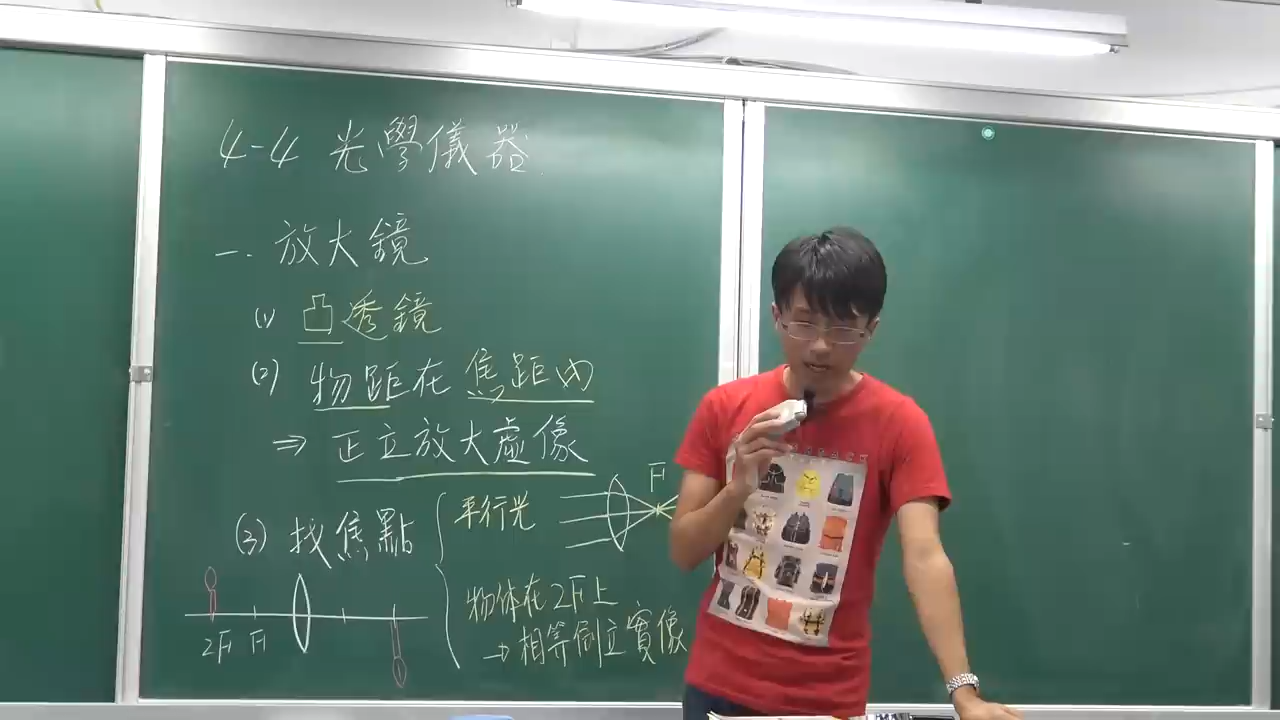 4-4 光學儀器
一. 放大鏡
(1) 凸透鏡
(2) 物距在焦距內
⇒ 正立放大虛像
(3) 找焦點
平行光
F
物体在2F上
→相等倒立實像
2F F